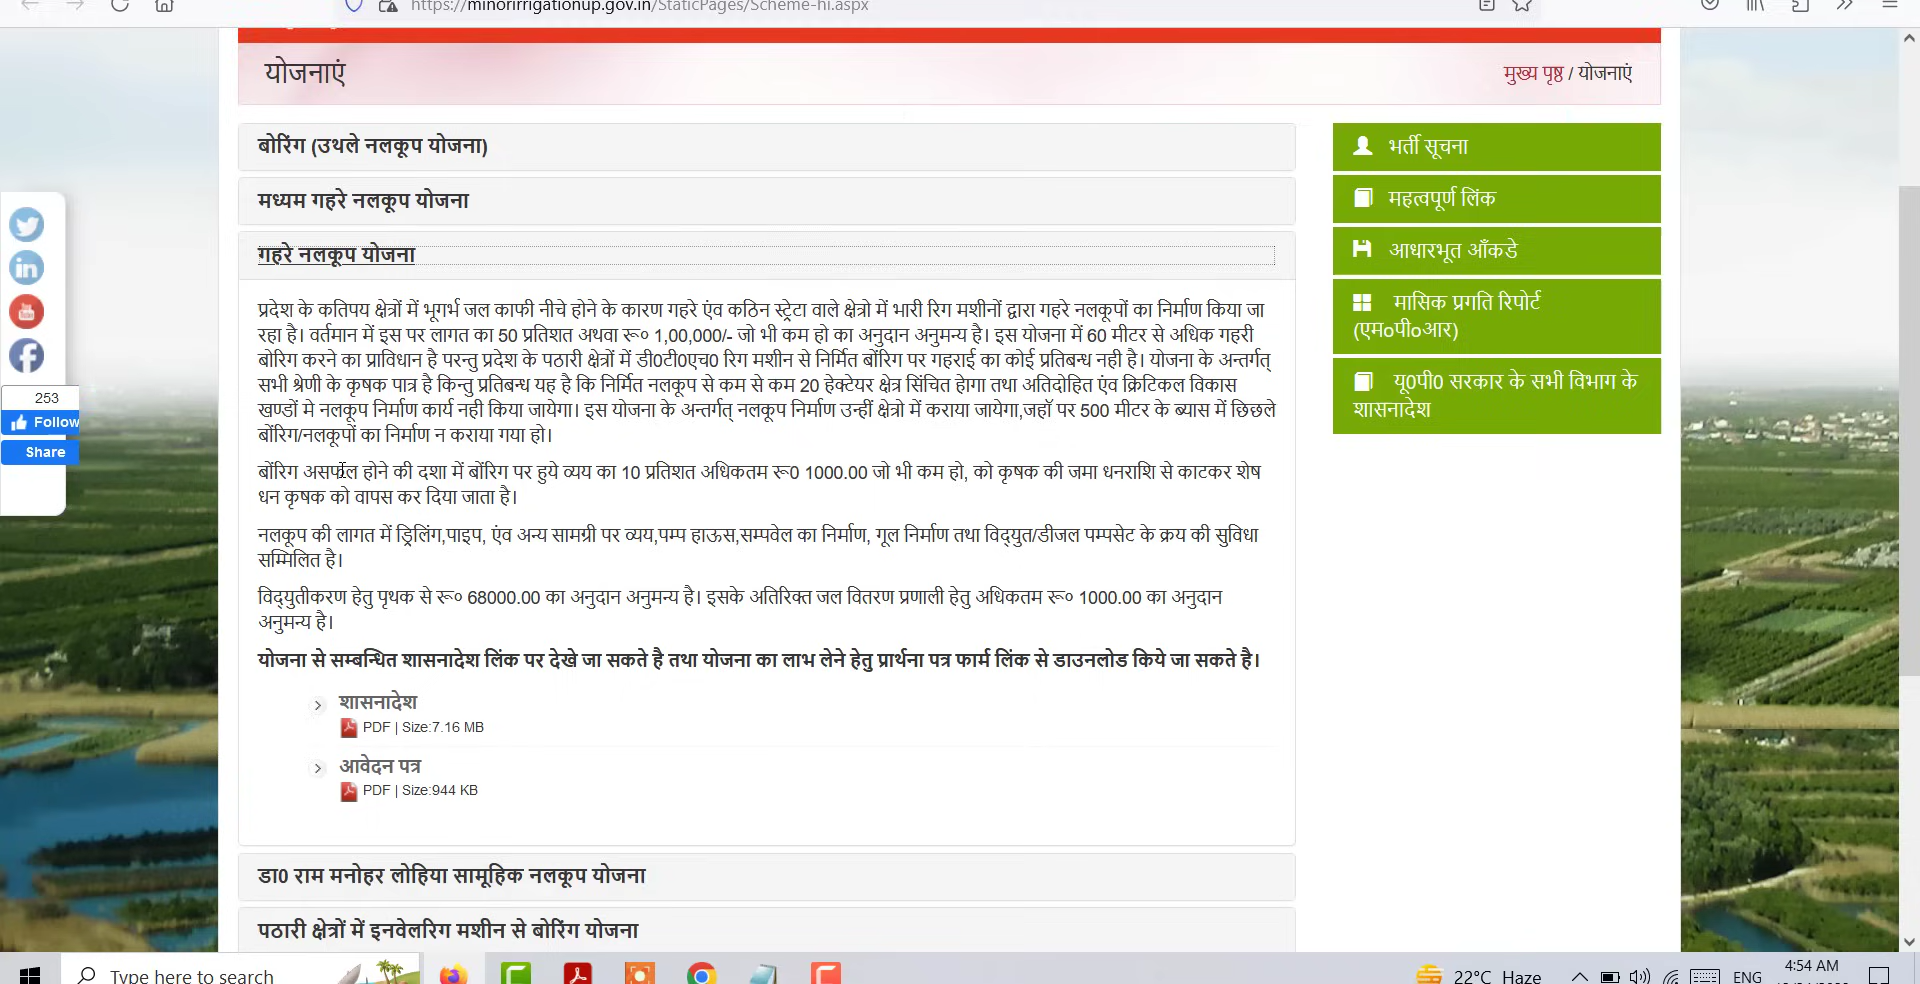 https://minorirrigationup.gov.in/StaticPages/Scheme-hi.aspx
योजनाएं
मुख्य पृष्ठ / योजनाएं
बोरिंग (उथले नलकूप योजना)
मध्यम गहरे नलकूप योजना
गहरे नलकूप योजना
प्रदेश के कतिपय क्षेत्रों में भूगर्भ जल काफी नीचे होने के कारण गहरे एंव कठिन स्ट्रेटा वाले क्षेत्रो में भारी रिग मशीनों द्वारा गहरे नलकूपों का निर्माण किया जा
रहा है। वर्तमान में इस पर लागत का 50 प्रतिशत अथवा रू० 1,00,000/- जो भी कम हो का अनुदान अनुमन्य है। इस योजना में 60 मीटर से अधिक गहरी
बोरिग करने का प्राविधान है परन्तु प्रदेश के पठारी क्षेत्रों में डी0टी0एच0 रिग मशीन से निर्मित बोंरिग पर गहराई का कोई प्रतिबन्ध नही है। योजना के अन्तर्गत्
सभी श्रेणी के कृषक पात्र है किन्तु प्रतिबन्ध यह है कि निर्मित नलकूप से कम से कम 20 हेक्टेयर क्षेत्र सिंचित हेागा तथा अतिदोहित एंव क्रिटिकल विकास
खण्डों मे नलकूप निर्माण कार्य नही किया जायेगा। इस योजना के अन्तर्गत् नलकूप निर्माण उन्हीं क्षेत्रो में कराया जायेगा,जहॉ पर 500 मीटर के ब्यास में छिछले
बोंरिग/नलकूपों का निर्माण न कराया गया हो।
बोंरिग असफल होने की दशा में बोंरिग पर हुये व्यय का 10 प्रतिशत अधिकतम रू0 1000.00 जो भी कम हो, को कृषक की जमा धनराशि से काटकर शेष
धन कृषक को वापस कर दिया जाता है।
नलकूप की लागत में ड्रिलिंग,पाइप, एंव अन्य सामग्री पर व्यय,पम्प हाऊस,सम्पवेल का निर्माण, गूल निर्माण तथा विद्युत/डीजल पम्पसेट के क्रय की सुविधा
सम्मिलित है।
विद्युतीकरण हेतु पृथक से रू० 68000.00 का अनुदान अनुमन्य है। इसके अतिरिक्त जल वितरण प्रणाली हेतु अधिकतम रू० 1000.00 का अनुदान
अनुमन्य है।
योजना से सम्बन्धित शासनादेश लिंक पर देखे जा सकते है तथा योजना का लाभ लेने हेतु प्रार्थना पत्र फार्म लिंक से डाउनलोड किये जा सकते है।
शासनादेश
PDF | Size:7.16 MB
आवेदन पत्र
PDF | Size:944 KB
डा0 राम मनोहर लोहिया सामूहिक नलकूप योजना
पठारी क्षेत्रों में इनवेलरिग मशीन से बोरिंग योजना
भर्ती सूचना
महत्वपूर्ण लिंक
आधारभूत आँकडे
मासिक प्रगति रिपोर्ट
(एम०पी०आर)
यू0पी0 सरकार के सभी विभाग के
शासनादेश
253
Follow
Share
Type here to search
22°C Haze
ENG
4:54 AM